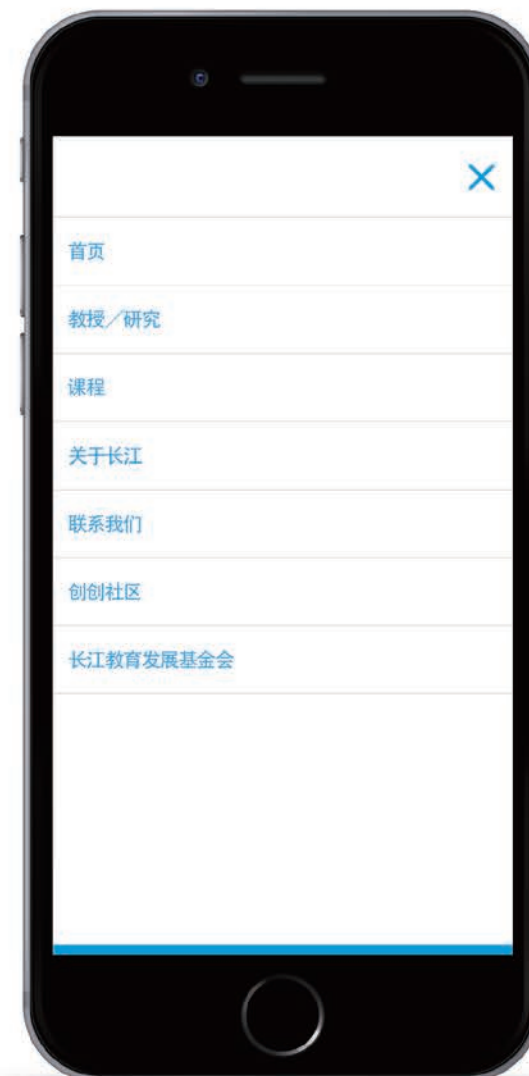 首页
教授／研究
课程
关于长江
联系我们
创创社区
长江教育发展基金会